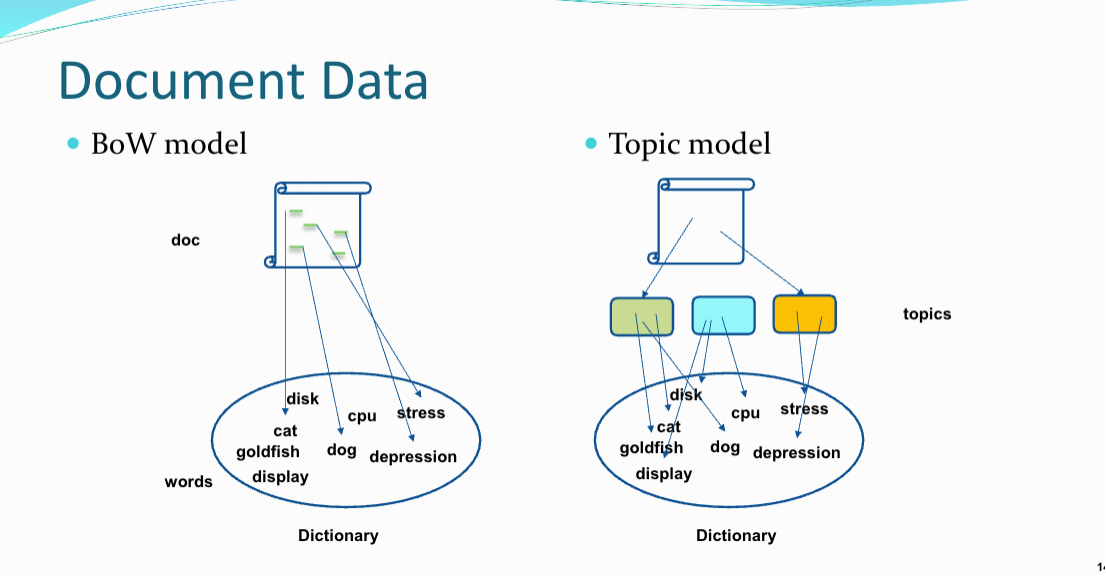 Document Data
BoW model
doc
disk
cpu
stress
cat
goldfish
dog
depression
display
words
Dictionary
Topic model
topics
disk
cpu
stress
cat
goldfish
dog
depression
display
Dictionary